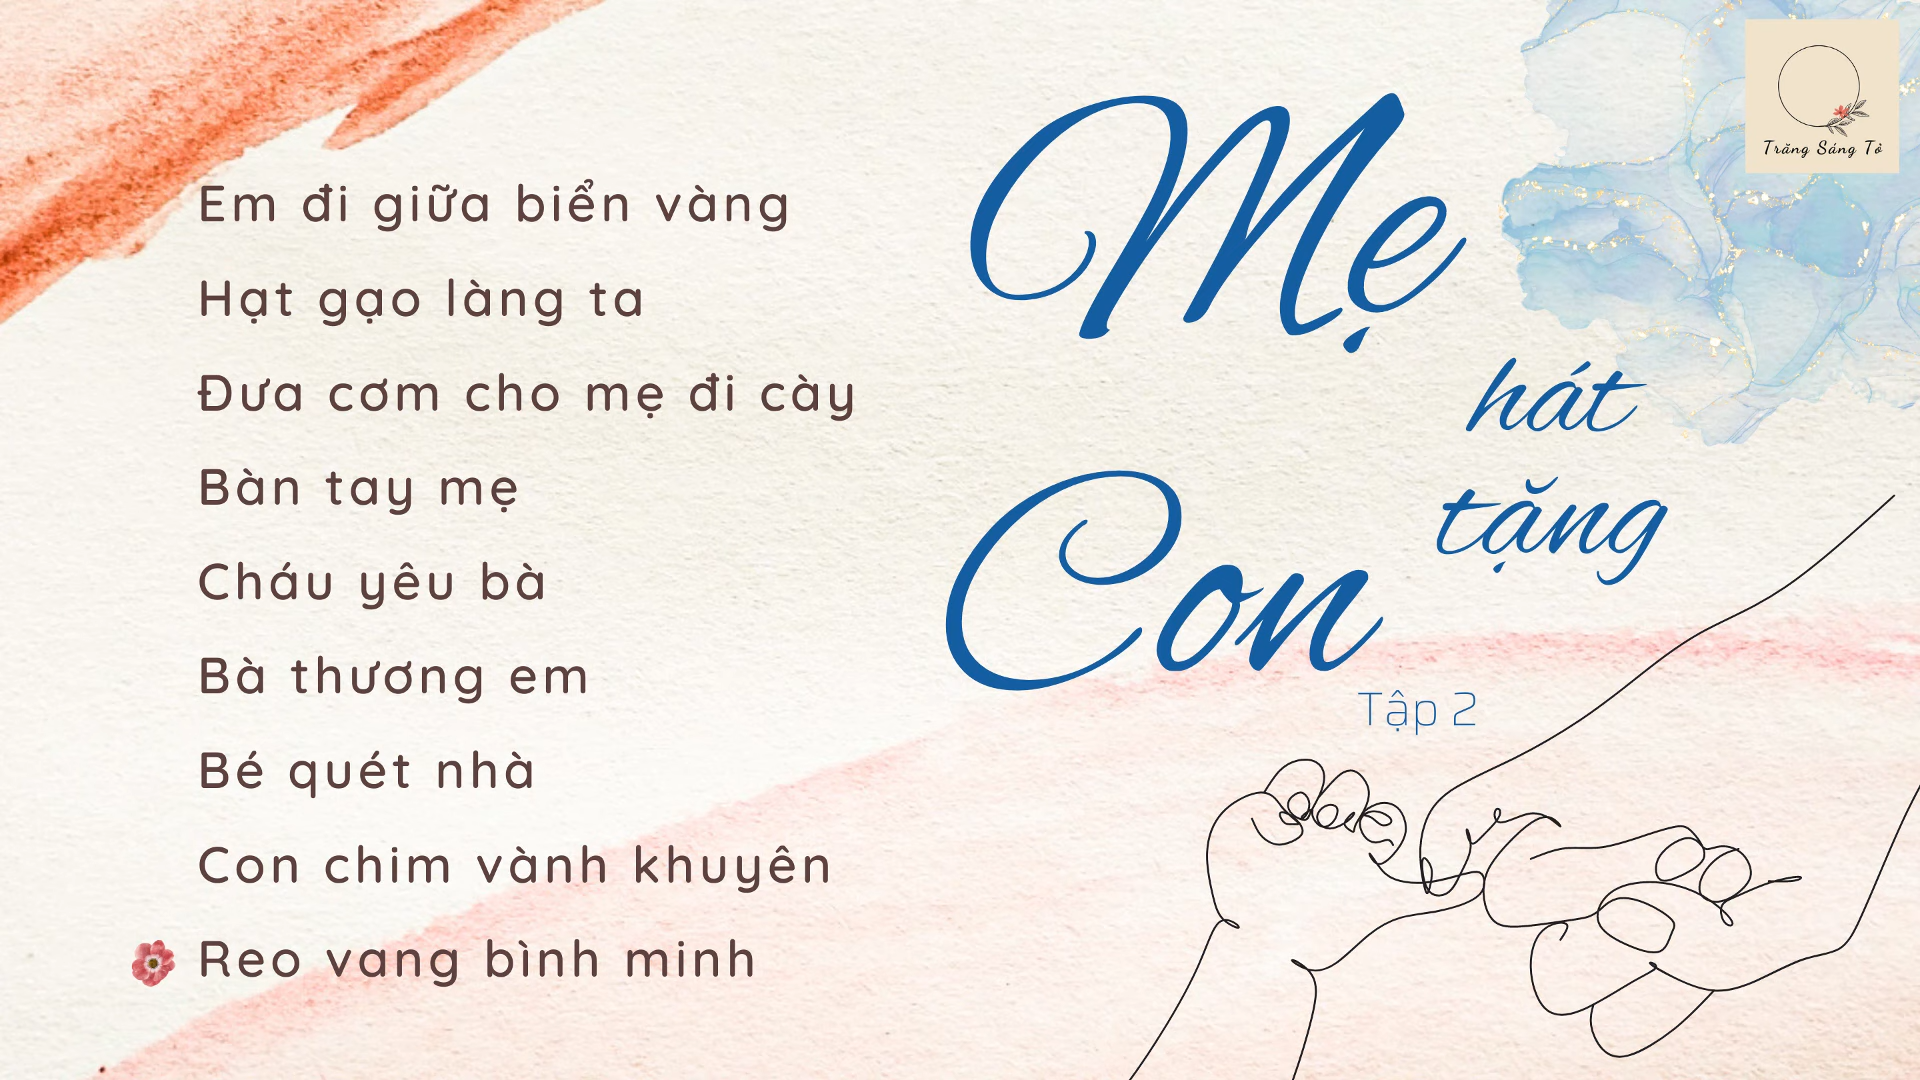 Em đi giữa biển vàng
Hạt gạo làng ta
Đưa cơm cho mẹ đi cày
Bàn tay mẹ
Cháu yêu bà
Bà thương em
Bé quét nhà
Con chim vành khuyên
Reo vang bình minh
Mẹ
hát
tặng
Con
Tập 2
Trăng Sáng Tỏ